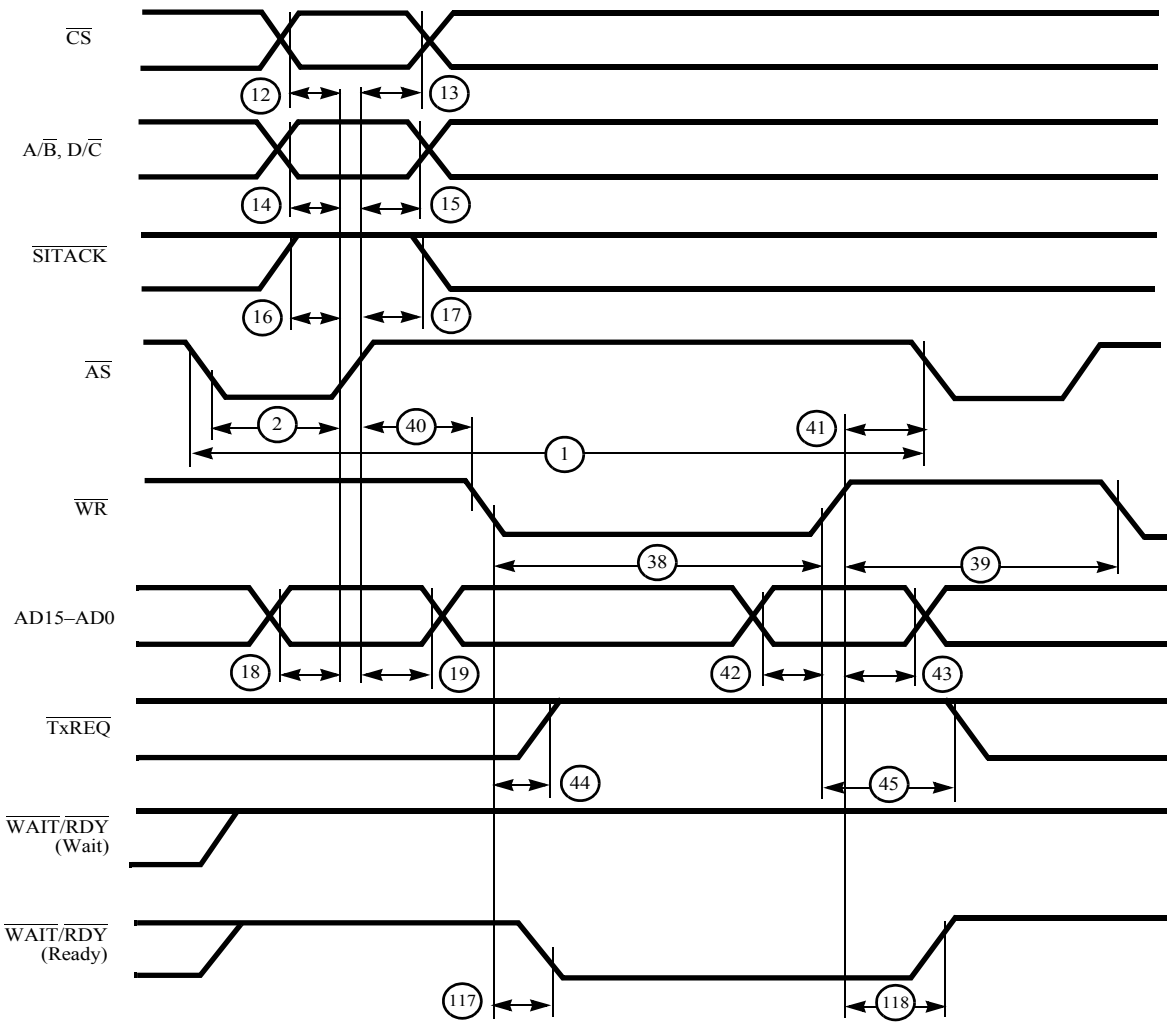 CS
12
13
A/B, D/C
14
15
SITACK
16
17
AS
2
40
41
1
WR
38
39
AD15–AD0
18
19
42
43
TxREQ
44
45
WAIT/RDY
(Wait)
WAIT/RDY
(Ready)
117
118